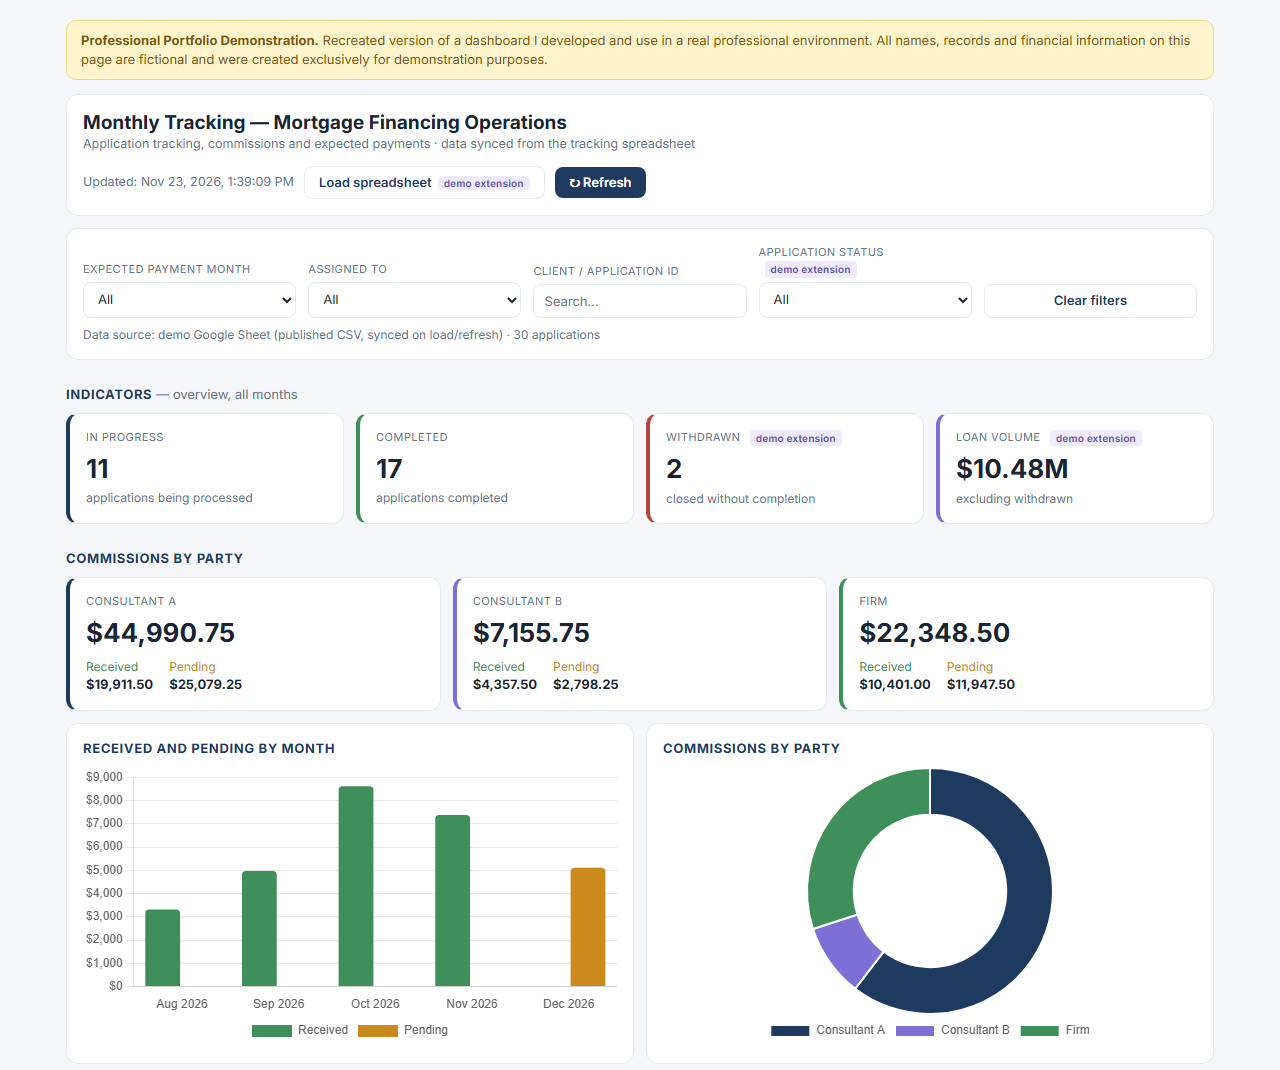 Professional Portfolio Demonstration. Recreated version of a dashboard I developed and use in a real professional environment. All names, records and financial information on this
page are fictional and were created exclusively for demonstration purposes.
Monthly Tracking — Mortgage Financing Operations
Application tracking, commissions and expected payments · data synced from the tracking spreadsheet
Updated: Nov 23, 2026, 1:39:09 PM Load spreadsheet demo extension ↻ Refresh
EXPECTED PAYMENT MONTH ASSIGNED TO CLIENT / APPLICATION ID APPLICATION STATUS
demo extension
All All Search... All Clear filters
Data source: demo Google Sheet (published CSV, synced on load/refresh) · 30 applications
INDICATORS — overview, all months
IN PROGRESS COMPLETED WITHDRAWN demo extension LOAN VOLUME demo extension
11 17 2 $10.48M
applications being processed applications completed closed without completion excluding withdrawn
COMMISSIONS BY PARTY
CONSULTANT A CONSULTANT B FIRM
$44,990.75 $7,155.75 $22,348.50
Received Pending Received Pending Received Pending
$19,911.50 $25,079.25 $4,357.50 $2,798.25 $10,401.00 $11,947.50
RECEIVED AND PENDING BY MONTH
$9,000
$8,000
$7,000
$6,000
$5,000
$4,000
$3,000
$2,000
$1,000
$0
Aug 2026 Sep 2026 Oct 2026 Nov 2026 Dec 2026
Received Pending
COMMISSIONS BY PARTY
Consultant A Consultant B Firm